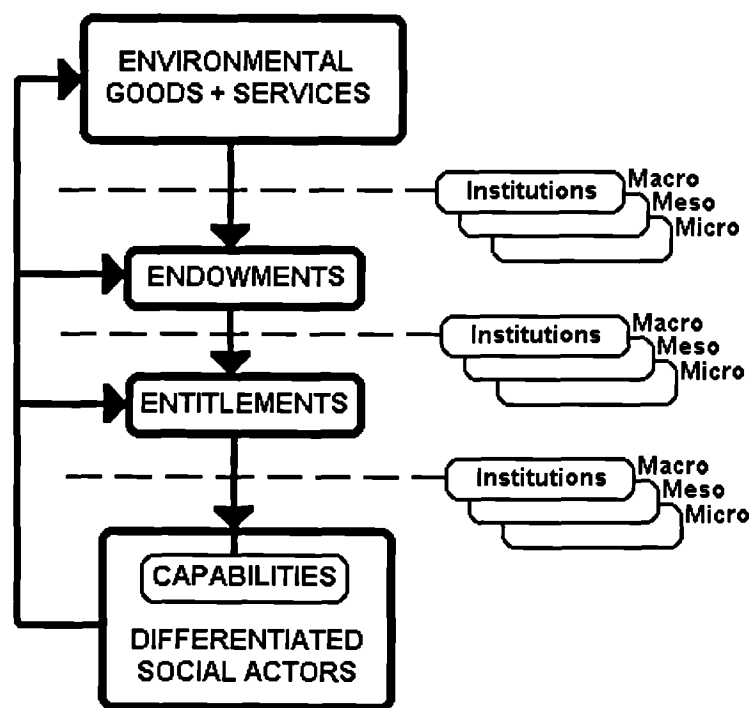 ENVIRONMENTAL
GOODS + SERVICES
Institutions
Macro
Meso
Micro
ENDOWMENTS
Institutions
Macro
Meso
Micro
ENTITLEMENTS
Institutions
Macro
Meso
Micro
CAPABILITIES
DIFFERENTIATED
SOCIAL ACTORS